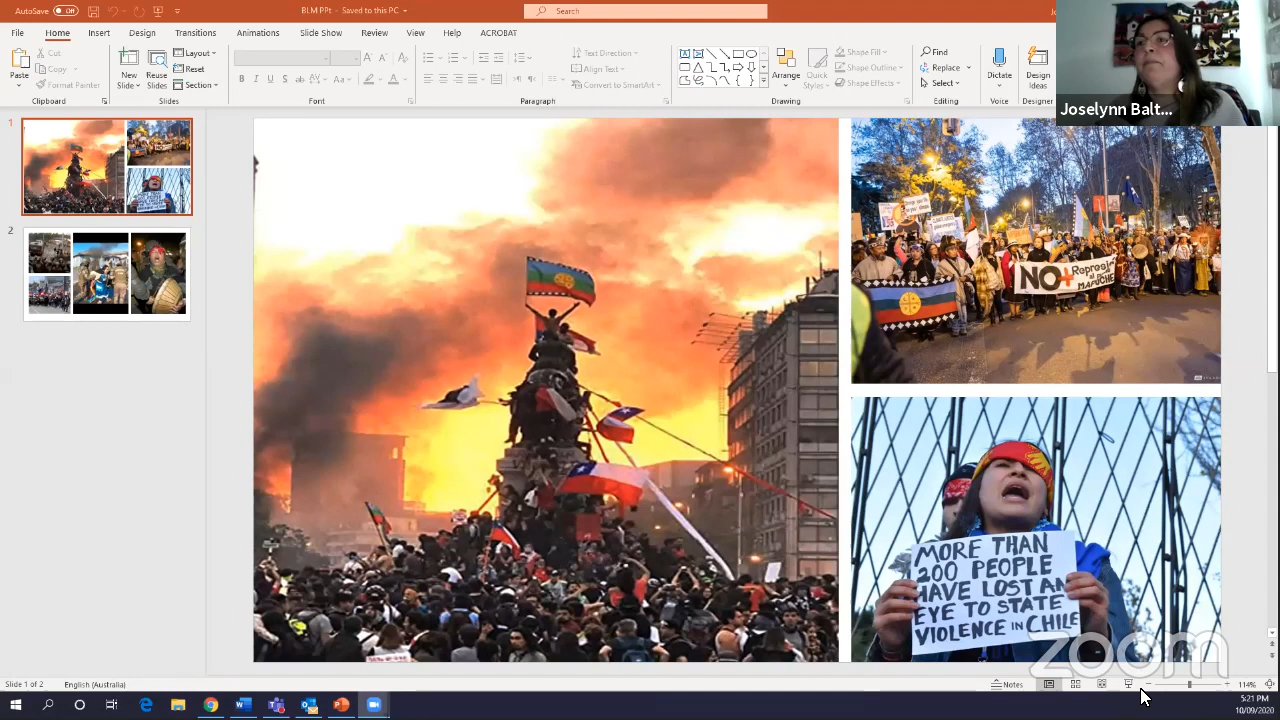 AutoSave Off
BLM PPt. - Saved to this PC
Search
File Home Insert Design Transitions Animations Slide Show Review View Help ACROBAT
Paste
Cut
Copy
Format Painter
Clipboard
New Slide
Reuse Slides
Layout
Reset
Section
Slides
Font
Text Direction
Align Text
Convert to SmartArt
Paragraph
Arrange
Quick Styles
Shape Fill
Shape Outline
Shape Effects
Drawing
Find
Replace
Select
Editing
Dictate
Voice
Design Ideas
Designer
Joselynn Balt...
1
2
NO+ Represión
al
MAPUCHE
MORE THAN
200 PEOPLE
HAVE LOST AN
EYE TO STATE
VIOLENCE IN CHILE
zoom
Slide 1 of 2
English (Australia)
Notes
114%
5:21 PM
10/09/2020